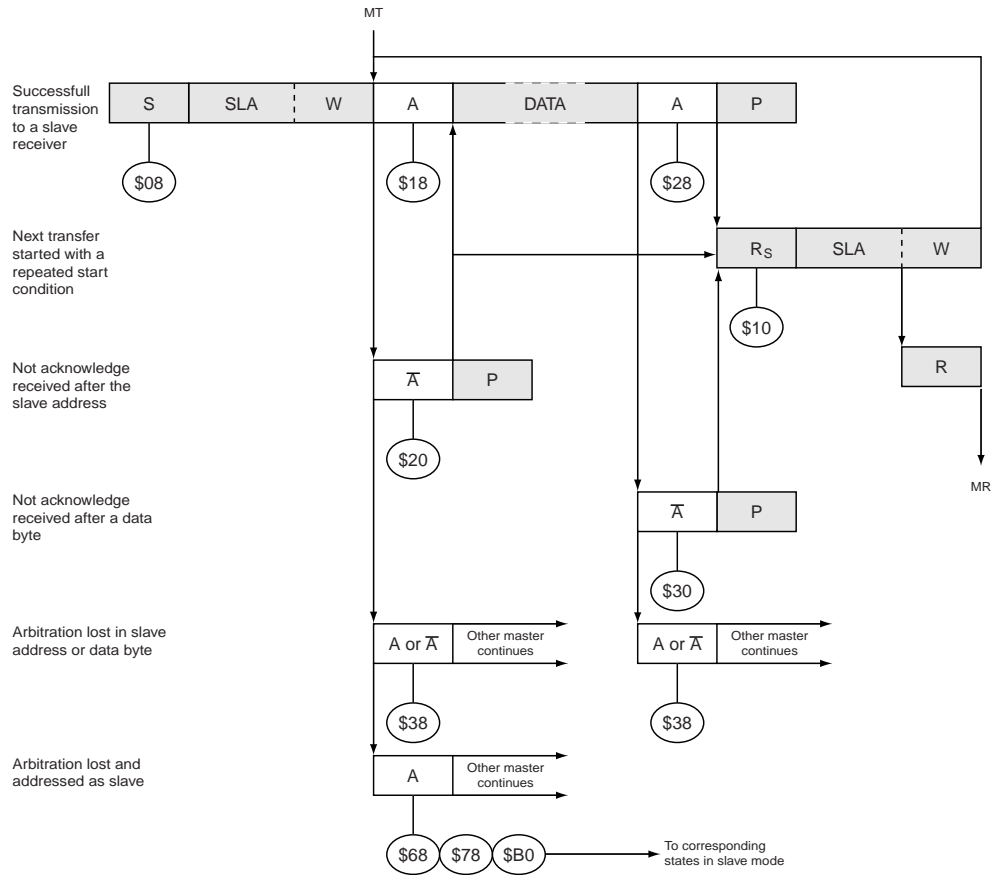 MT
Successfull
transmission
to a slave
receiver
S SLA W A DATA A P
$08 $18 $28
Next transfer
started with a
repeated start
condition
RS SLA W
$10
Not acknowledge
received after the
slave address
A̅ P
R
$20
MR
Not acknowledge
received after a data
byte
A̅ P
$30
Arbitration lost in slave
address or data byte
A or A̅
Other master
continues
A or A̅
Other master
continues
$38 $38
Arbitration lost and
addressed as slave
A
Other master
continues
$68 $78 $B0
To corresponding
states in slave mode